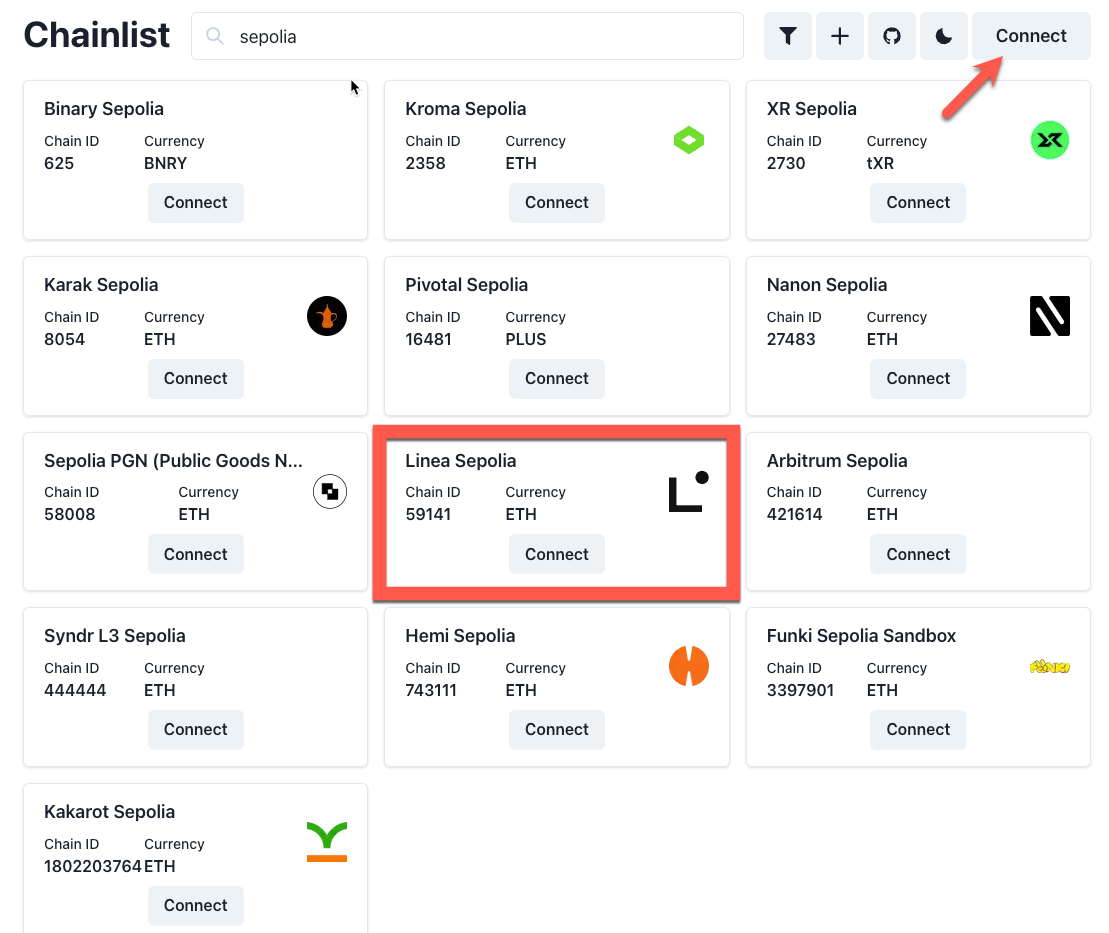 Chainlist
sepolia
Connect
Binary Sepolia
Chain ID Currency
625 BNRY
Connect
Kroma Sepolia
Chain ID Currency
2358 ETH
Connect
XR Sepolia
Chain ID Currency
2730 tXR
Connect
Karak Sepolia
Chain ID Currency
8054 ETH
Connect
Pivotal Sepolia
Chain ID Currency
16481 PLUS
Connect
Nanon Sepolia
Chain ID Currency
27483 ETH
Connect
Sepolia PGN (Public Goods N...
Chain ID Currency
58008 ETH
Connect
Linea Sepolia
Chain ID Currency
59141 ETH
Connect
Arbitrum Sepolia
Chain ID Currency
421614 ETH
Connect
Syndr L3 Sepolia
Chain ID Currency
444444 ETH
Connect
Hemi Sepolia
Chain ID Currency
743111 ETH
Connect
Funki Sepolia Sandbox
Chain ID Currency
3397901 ETH
FUNKI
Connect
Kakarot Sepolia
Chain ID Currency
1802203764 ETH
Connect